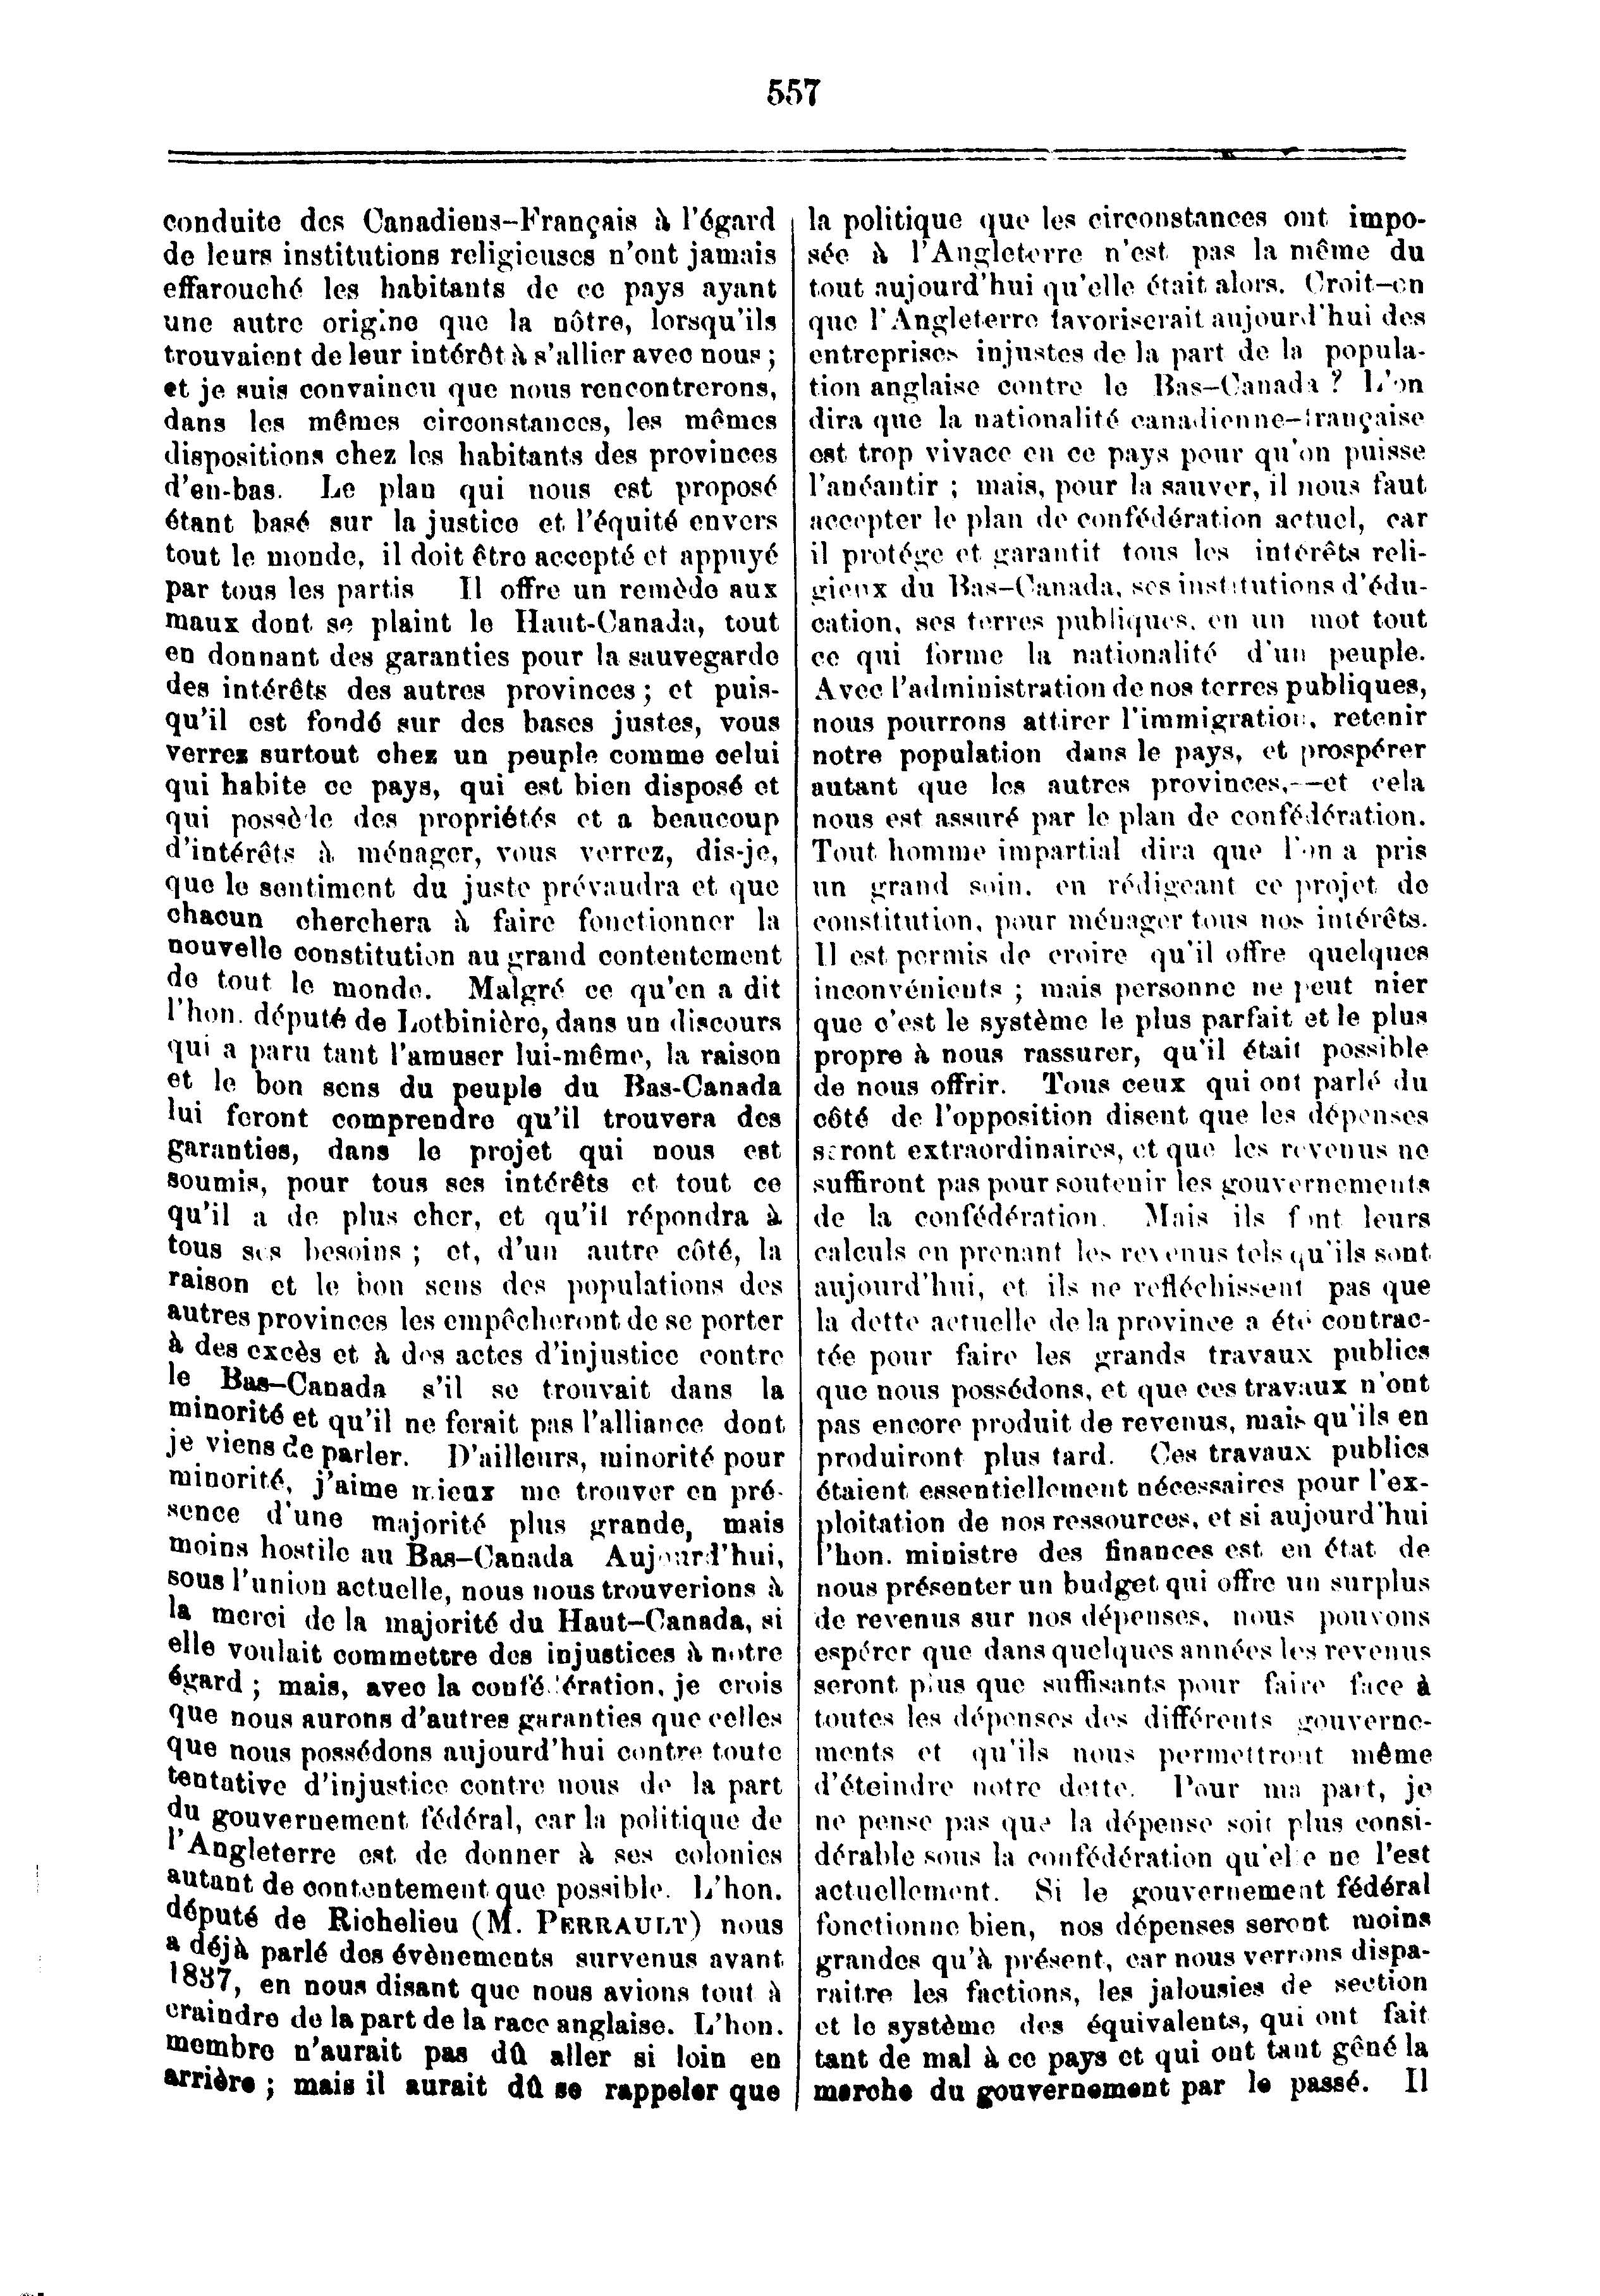 557
conduite des Canadiens-Français à l'égard
de leurs institutions religieuses n'ont jamais
effarouché les habitants de ce pays ayant
une autre origine que la nôtre, lorsqu'ils
trouvaient de leur intérêt à s'allier avec nous ;
et je suis convaincu que nous rencontrerons,
dans les mêmes circonstances, les mêmes
dispositions chez les habitants des provinces
d'en-bas. Le plan qui nous est proposé
étant basé sur la justice et l'équité envers
tout le monde, il doit être accepté et appuyé
par tous les partis Il offre un remède aux
maux dont se plaint le Haut-Canada, tout
en donnant des garanties pour la sauvegarde
des intérêts des autres provinces ; et puis-
qu'il est fondé sur des bases justes, vous
verrez surtout chez un peuple comme celui
qui habite ce pays, qui est bien disposé et
qui possède des propriétés et a beaucoup
d'intérêts à ménager, vous verrez, dis-je,
que le sentiment du juste prévaudra et que
chacun cherchera à faire fonctionner la
nouvelle constitution au grand contentement
de tout le monde. Malgré ce qu'en a dit
l'hon. député de Lotbinière, dans un discours
qui a paru tant l'amuser lui-même, la raison
et le bon sens du peuple du Bas-Canada
lui feront comprendre qu'il trouvera des
garanties, dans le projet qui nous est
soumis, pour tous ses intérêts et tout ce
qu'il a de plus cher, et qu'il répondra à
tous ses besoins ; et, d'un autre côté, la
raison et le bon sens des populations des
autres provinces les empêcheront de se porter
à des excès et à des actes d'injustice contre
le Bas-Canada s'il se trouvait dans la
minorité et qu'il ne ferait pas l'alliance dont
je viens de parler. D'ailleurs, minorité pour
minorité, j'aime mieux me trouver en pré-
sence d'une majorité plus grande, mais
moins hostile au Bas-Canada Aujourd'hui,
sous l'union actuelle, nous nous trouverions à
la merci de la majorité du Haut-Canada, si
elle voulait commettre des injustices à notre
égard ; mais, avec la confédération, je crois
que nous aurons d'autres garanties que celles
que nous possédons aujourd'hui contre toute
tentative d'injustice contre nous de la part
du gouvernement fédéral, car la politique de
l'Angleterre est de donner à ses colonies
autant de contentement que possible. L'hon.
député de Richelieu (M. PERRAULT) nous
a déjà parlé des évènements survenus avant
1837, en nous disant que nous avions tout à
craindre de la part de la race anglaise. L'hon.
membre n'aurait pas dû aller si loin en
arrière ; mais il aurait dû se rappeler que
la politique que les circonstances ont impo-
sée à l'Angleterre n'est pas la même du
tout aujourd'hui qu'elle était alors. Croit-on
que l'Angleterre favoriserait aujourd'hui des
entreprises injustes de la part de la popula-
tion anglaise contre le Bas-Canada ? L'on
dira que la nationalité canadienne-française
est trop vivace en ce pays pour qu'on puisse
l'anéantir ; mais, pour la sauver, il nous faut
accepter le plan de confédération actuel, car
il protége et garantit tous les intérêts reli-
gieux du Bas-Canada, ses institutions d'édu-
cation, ses terres publiques, en un mot tout
ce qui forme la nationalité d'un peuple.
Avec l'administration de nos terres publiques,
nous pourrons attirer l'immigration, retenir
notre population dans le pays, et prospérer
autant que les autres provinces,--et cela
nous est assuré par le plan de confédération.
Tout homme impartial dira que l'on a pris
un grand soin, en rédigeant ce projet de
constitution, pour ménager tous nos intérêts.
Il est permis de croire qu'il offre quelques
inconvénients ; mais personne ne peut nier
que c'est le système le plus parfait et le plus
propre à nous rassurer, qu'il était possible
de nous offrir. Tous ceux qui ont parlé du
côté de l'opposition disent que les dépenses
seront extraordinaires, et que les revenus ne
suffiront pas pour soutenir les gouvernements
de la confédération. Mais ils font leurs
calculs en prenant les revenus tels qu'ils sont
aujourd'hui, et ils ne refléchissent pas que
la dette actuelle de la province a été contrac-
tée pour faire les grands travaux publics
que nous possédons, et que ces travaux n'ont
pas encore produit de revenus, mais qu'ils en
produiront plus tard. Ces travaux publics
étaient essentiellement nécessaires pour l'ex-
ploitation de nos ressources, et si aujourd'hui
l'hon. ministre des finances est en état de
nous présenter un budget qui offre un surplus
de revenus sur nos dépenses, nous pouvons
espérer que dans quelques années les revenus
seront plus que suffisants pour faire face à
toutes les dépenses des différents gouverne-
ments et qu'ils nous permettront même
d'éteindre notre dette. Pour ma part, je
ne pense pas que la dépense soit plus consi-
dérable sous la confédération qu'elle ne l'est
actuellement. Si le gouvernement fédéral
fonctionne bien, nos dépenses seront moins
grandes qu'à présent, car nous verrons dispa-
raître les factions, les jalousies de section
et le système des équivalents, qui ont fait
tant de mal à ce pays et qui ont tant gêné la
marche du gouvernement par le passé. Il